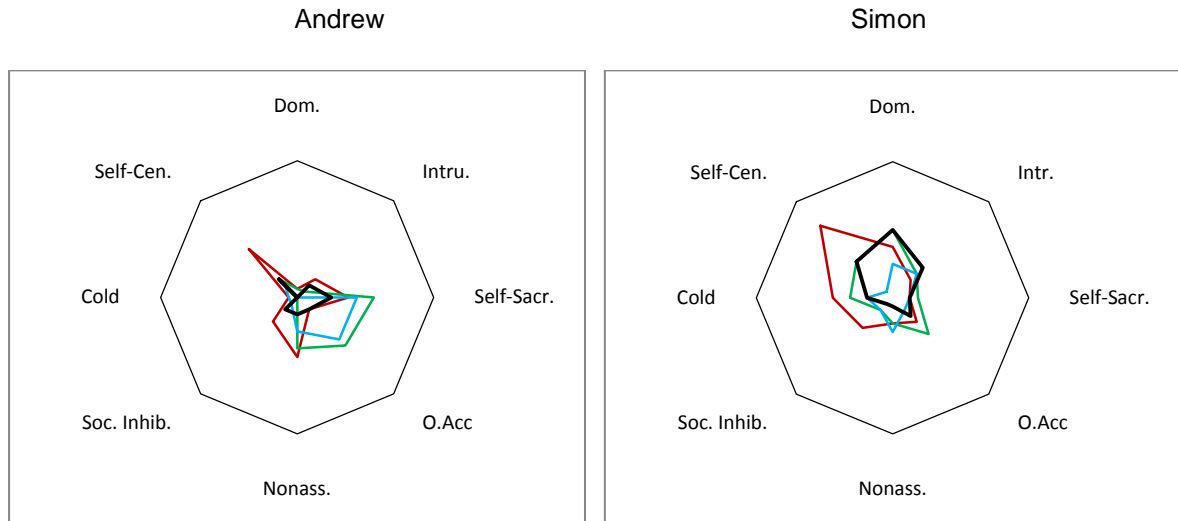 Andrew
Simon
Dom.
Self-Cen.
Intru.
Cold
Self-Sacr.
Soc. Inhib.
O.Acc
Nonass.
Dom.
Self-Cen.
Intr.
Cold
Self-Sacr.
Soc. Inhib.
O.Acc
Nonass.